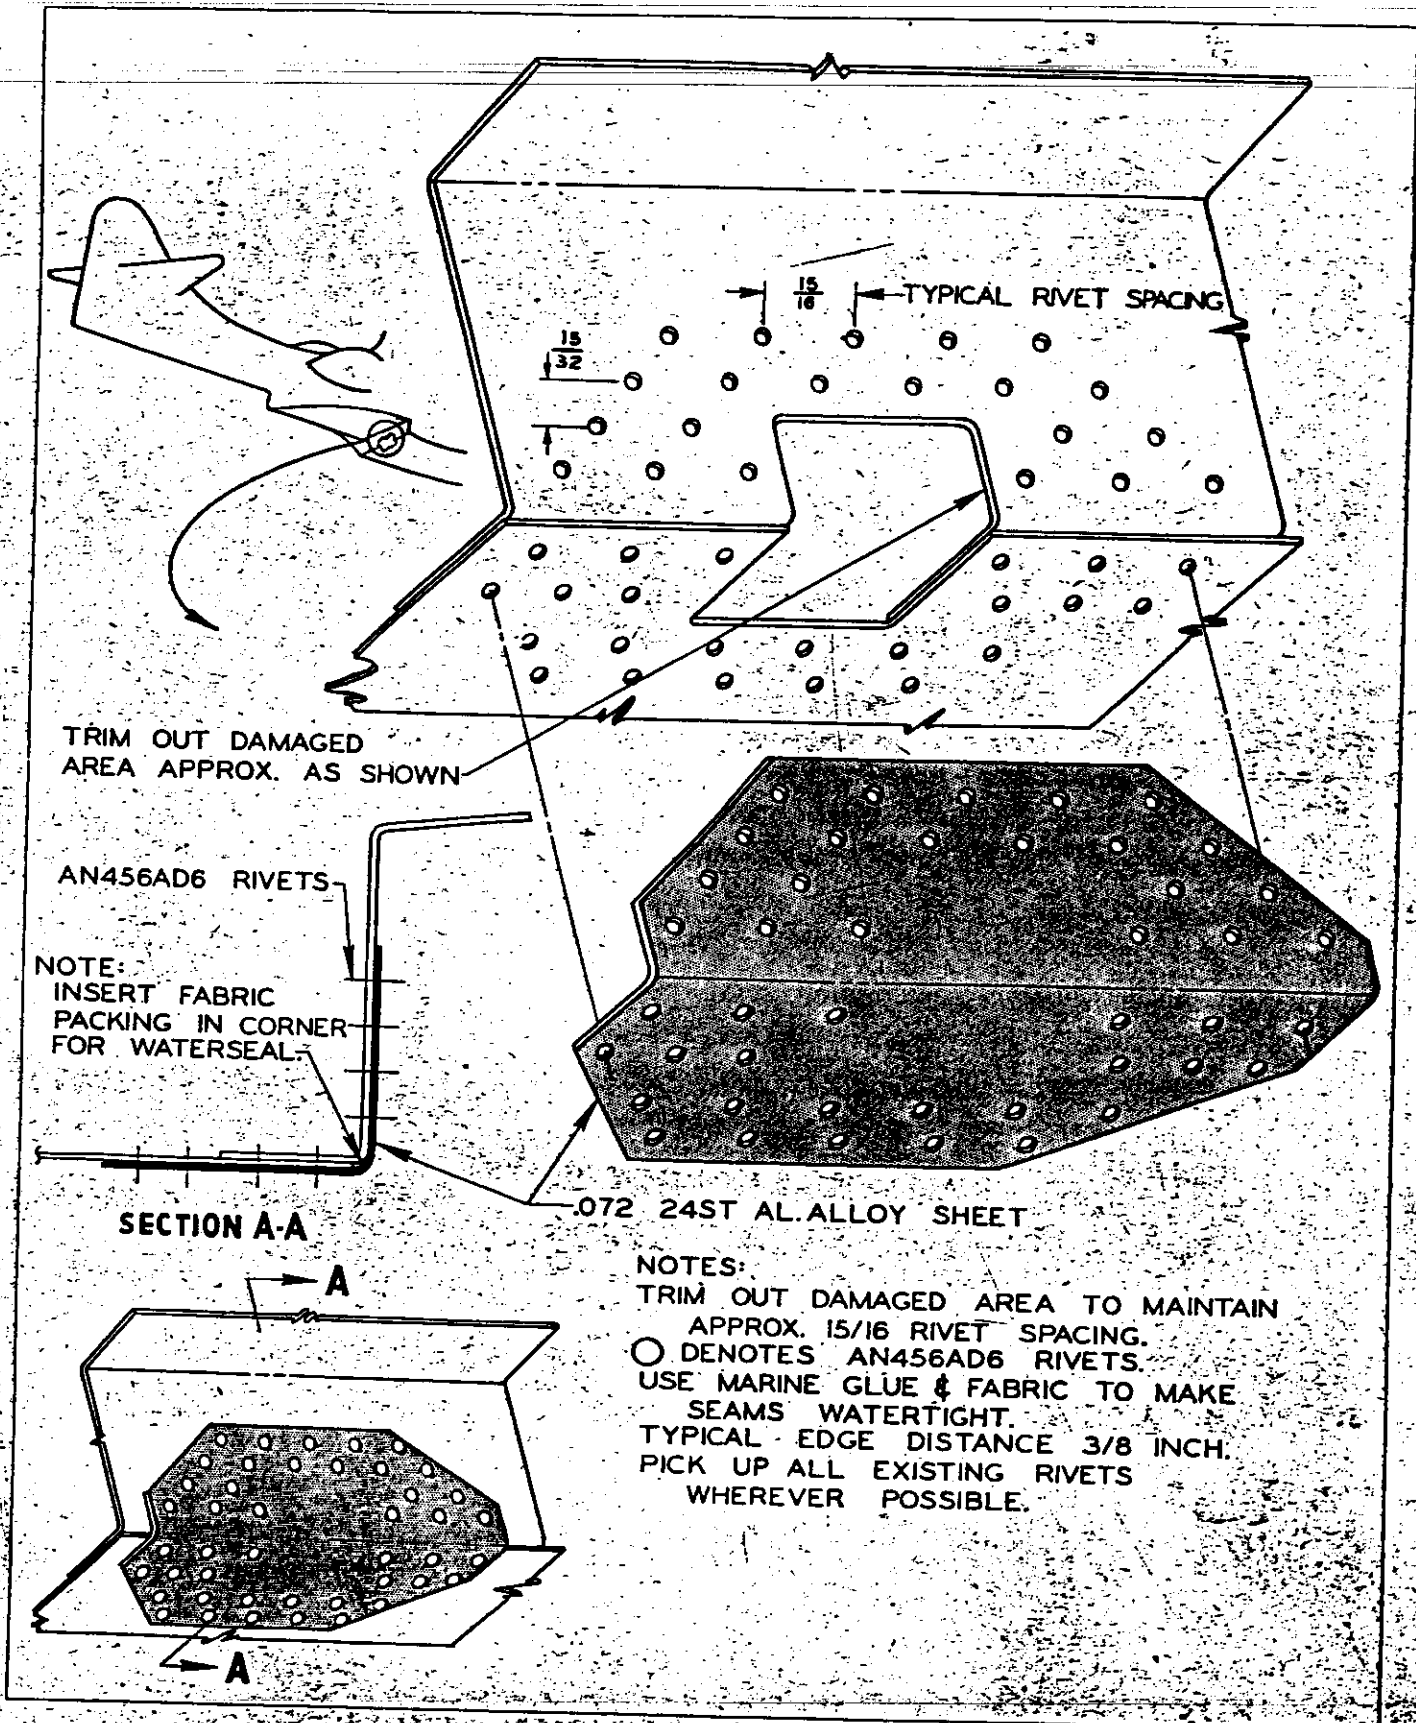 15/16
TYPICAL RIVET SPACING
15/32
TRIM OUT DAMAGED
AREA APPROX. AS SHOWN
AN456AD6 RIVETS
NOTE:
INSERT FABRIC
PACKING IN CORNER
FOR WATERSEAL
.072 24ST AL. ALLOY SHEET
SECTION A-A
A
A
NOTES:
TRIM OUT DAMAGED AREA TO MAINTAIN
APPROX. 15/16 RIVET SPACING.
◯ DENOTES AN456AD6 RIVETS.
USE MARINE GLUE & FABRIC TO MAKE
SEAMS WATERTIGHT.
TYPICAL EDGE DISTANCE 3/8 INCH.
PICK UP ALL EXISTING RIVETS
WHEREVER POSSIBLE.